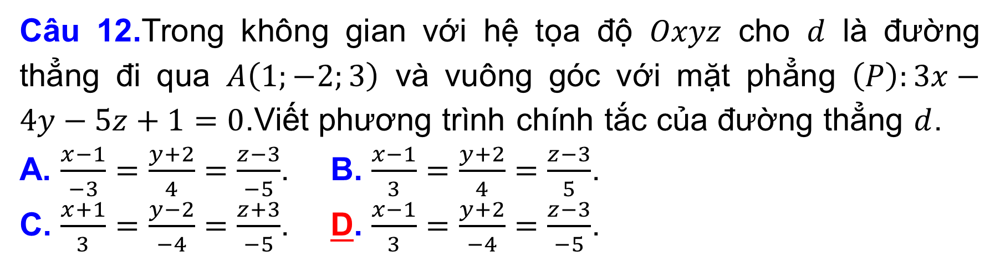 Câu 12.Trong không gian với hệ tọa độ Oxyz cho d là đường
thẳng đi qua A(1; −2; 3) và vuông góc với mặt phẳng (P): 3x −
4y − 5z + 1 = 0.Viết phương trình chính tắc của đường thẳng d.
A. \frac{x−1}{−3} = \frac{y+2}{4} = \frac{z−3}{−5}. B. \frac{x−1}{3} = \frac{y+2}{4} = \frac{z−3}{5}.
C. \frac{x+1}{3} = \frac{y−2}{−4} = \frac{z+3}{−5}. D. \frac{x−1}{3} = \frac{y+2}{−4} = \frac{z−3}{−5}.